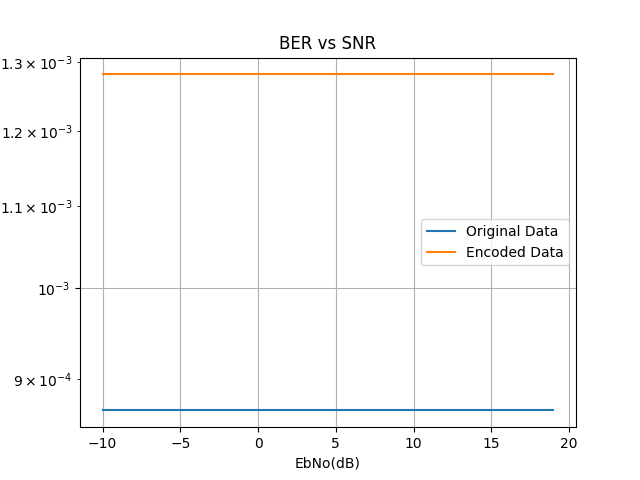 BER vs SNR
1.3 × 10⁻³
1.2 × 10⁻³
1.1 × 10⁻³
10⁻³
9 × 10⁻⁴
Original Data
Encoded Data
−10 −5 0 5 10 15 20
EbNo(dB)